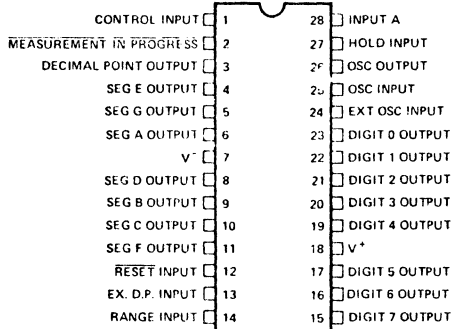 CONTROL INPUT 1 28 INPUT A
MEASUREMENT IN PROGRESS 2 27 HOLD INPUT
DECIMAL POINT OUTPUT 3 26 OSC OUTPUT
SEG E OUTPUT 4 25 OSC INPUT
SEG G OUTPUT 5 24 EXT OSC INPUT
SEG A OUTPUT 6 23 DIGIT 0 OUTPUT
V- 7 22 DIGIT 1 OUTPUT
SEG D OUTPUT 8 21 DIGIT 2 OUTPUT
SEG B OUTPUT 9 20 DIGIT 3 OUTPUT
SEG C OUTPUT 10 19 DIGIT 4 OUTPUT
SEG F OUTPUT 11 18 V+
RESET INPUT 12 17 DIGIT 5 OUTPUT
EX. D.P. INPUT 13 16 DIGIT 6 OUTPUT
RANGE INPUT 14 15 DIGIT 7 OUTPUT